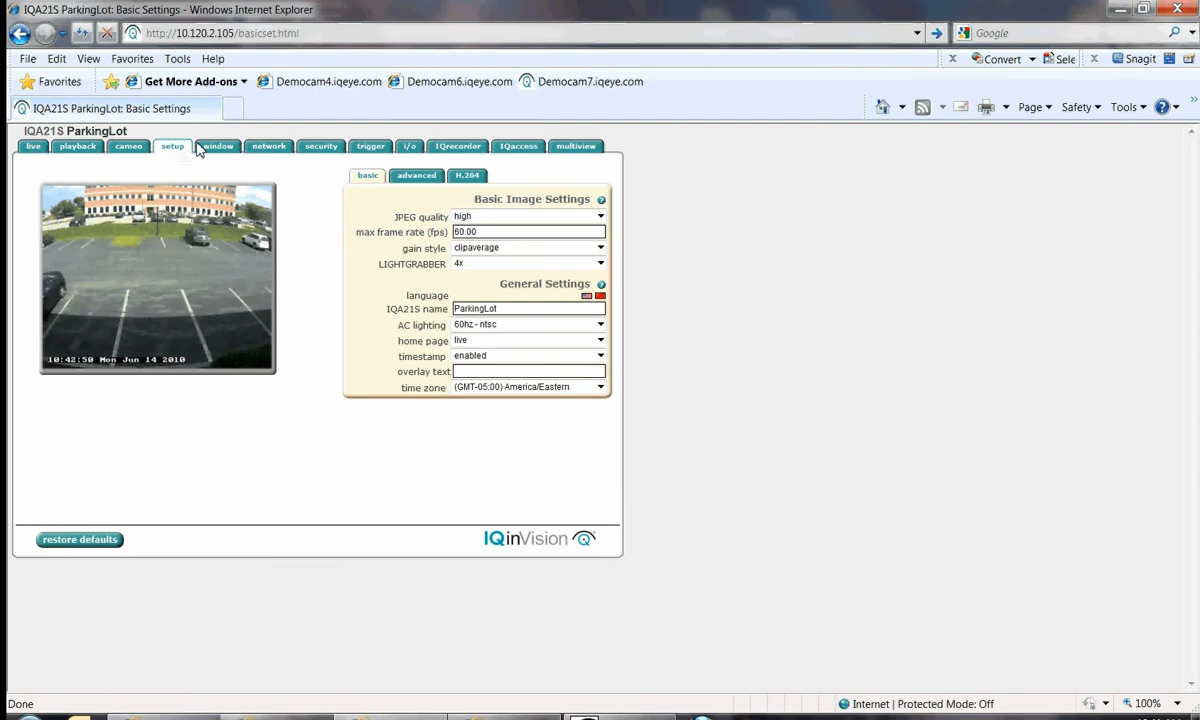 IQA21S ParkingLot: Basic Settings - Windows Internet Explorer
http://10.120.2.105/basicset.html
Google
File Edit View Favorites Tools Help
x Convert Sele x Snagit
Favorites Get More Add-ons Democam4.iqeye.com Democam6.iqeye.com Democam7.iqeye.com
IQA21S ParkingLot: Basic Settings
Page Safety Tools
IQA21S ParkingLot
live playback cameo setup window network security trigger i/o IQrecorder IQaccess multiview
basic advanced H.264
Basic Image Settings ?
JPEG quality high
max frame rate (fps) 60.00
gain style clipaverage
LIGHTGRABBER 4x
General Settings ?
language
IQA21S name ParkingLot
AC lighting 60hz - ntsc
home page live
timestamp enabled
overlay text
time zone (GMT-05:00) America/Eastern
10:42:50 Mon Jun 14 2010
restore defaults
IQinVision
Done
Internet | Protected Mode: Off
100%